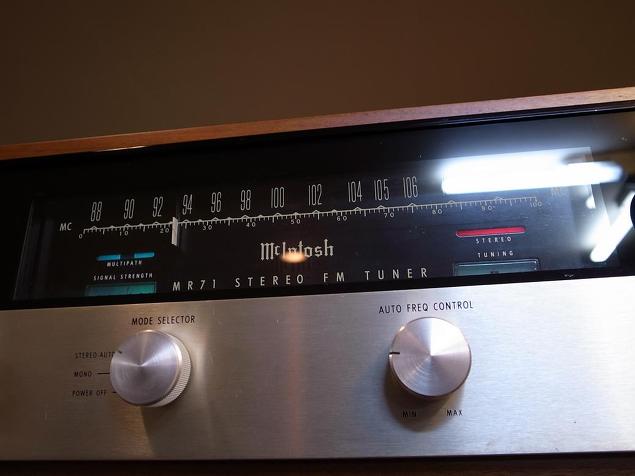 88 90 92 94 96 98 100 102 104 105 106
MC
0 20 30 40 50 60 70 80 90 100
McIntosh
STEREO
MULTIPATH
TUNING
SIGNAL STRENGTH
MR71 STEREO FM TUNER
MODE SELECTOR
AUTO FREQ CONTROL
STEREO AUTO
MONO
POWER OFF
MIN MAX